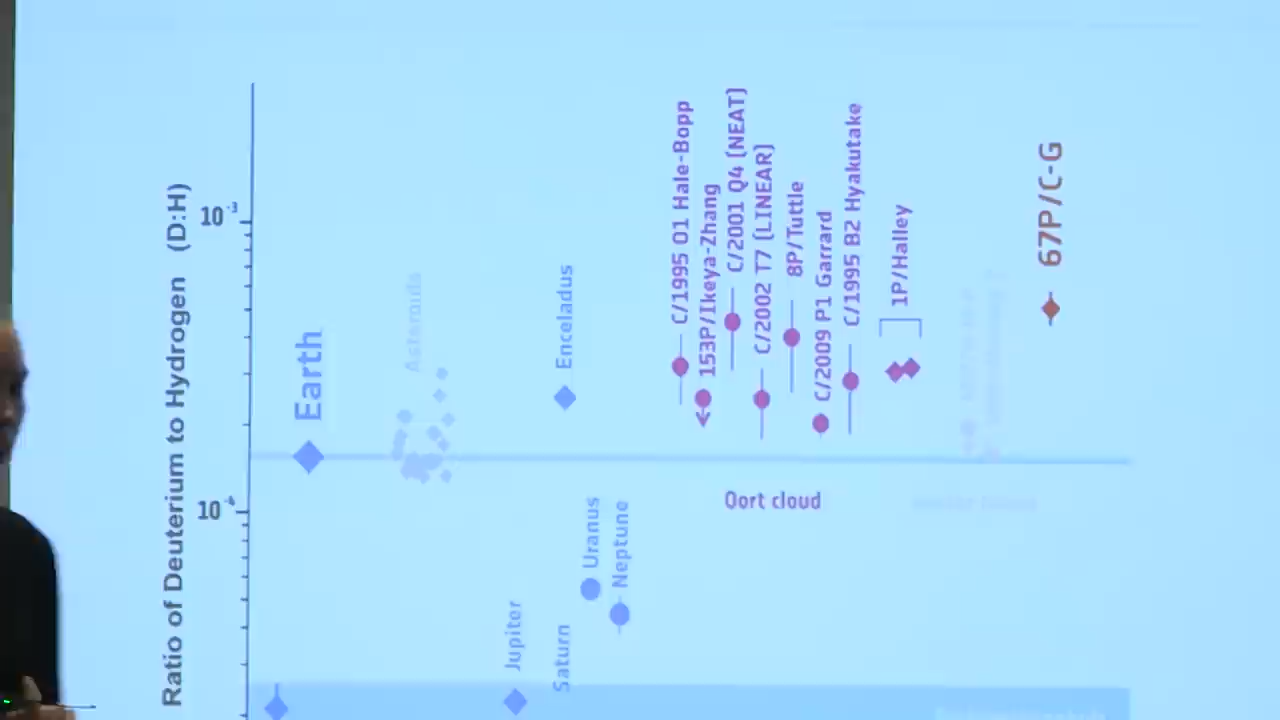 Ratio of Deuterium to Hydrogen (D:H)
10⁻³
10⁻⁴
Earth
Asteroids
Jupiter
Saturn
Enceladus
Uranus
Neptune
C/1995 O1 Hale-Bopp
153P/Ikeya-Zhang
C/2001 Q4 (NEAT)
C/2002 T7 (LINEAR)
8P/Tuttle
C/2009 P1 Garrard
C/1995 B2 Hyakutake
1P/Halley
Oort cloud
67P/C-G